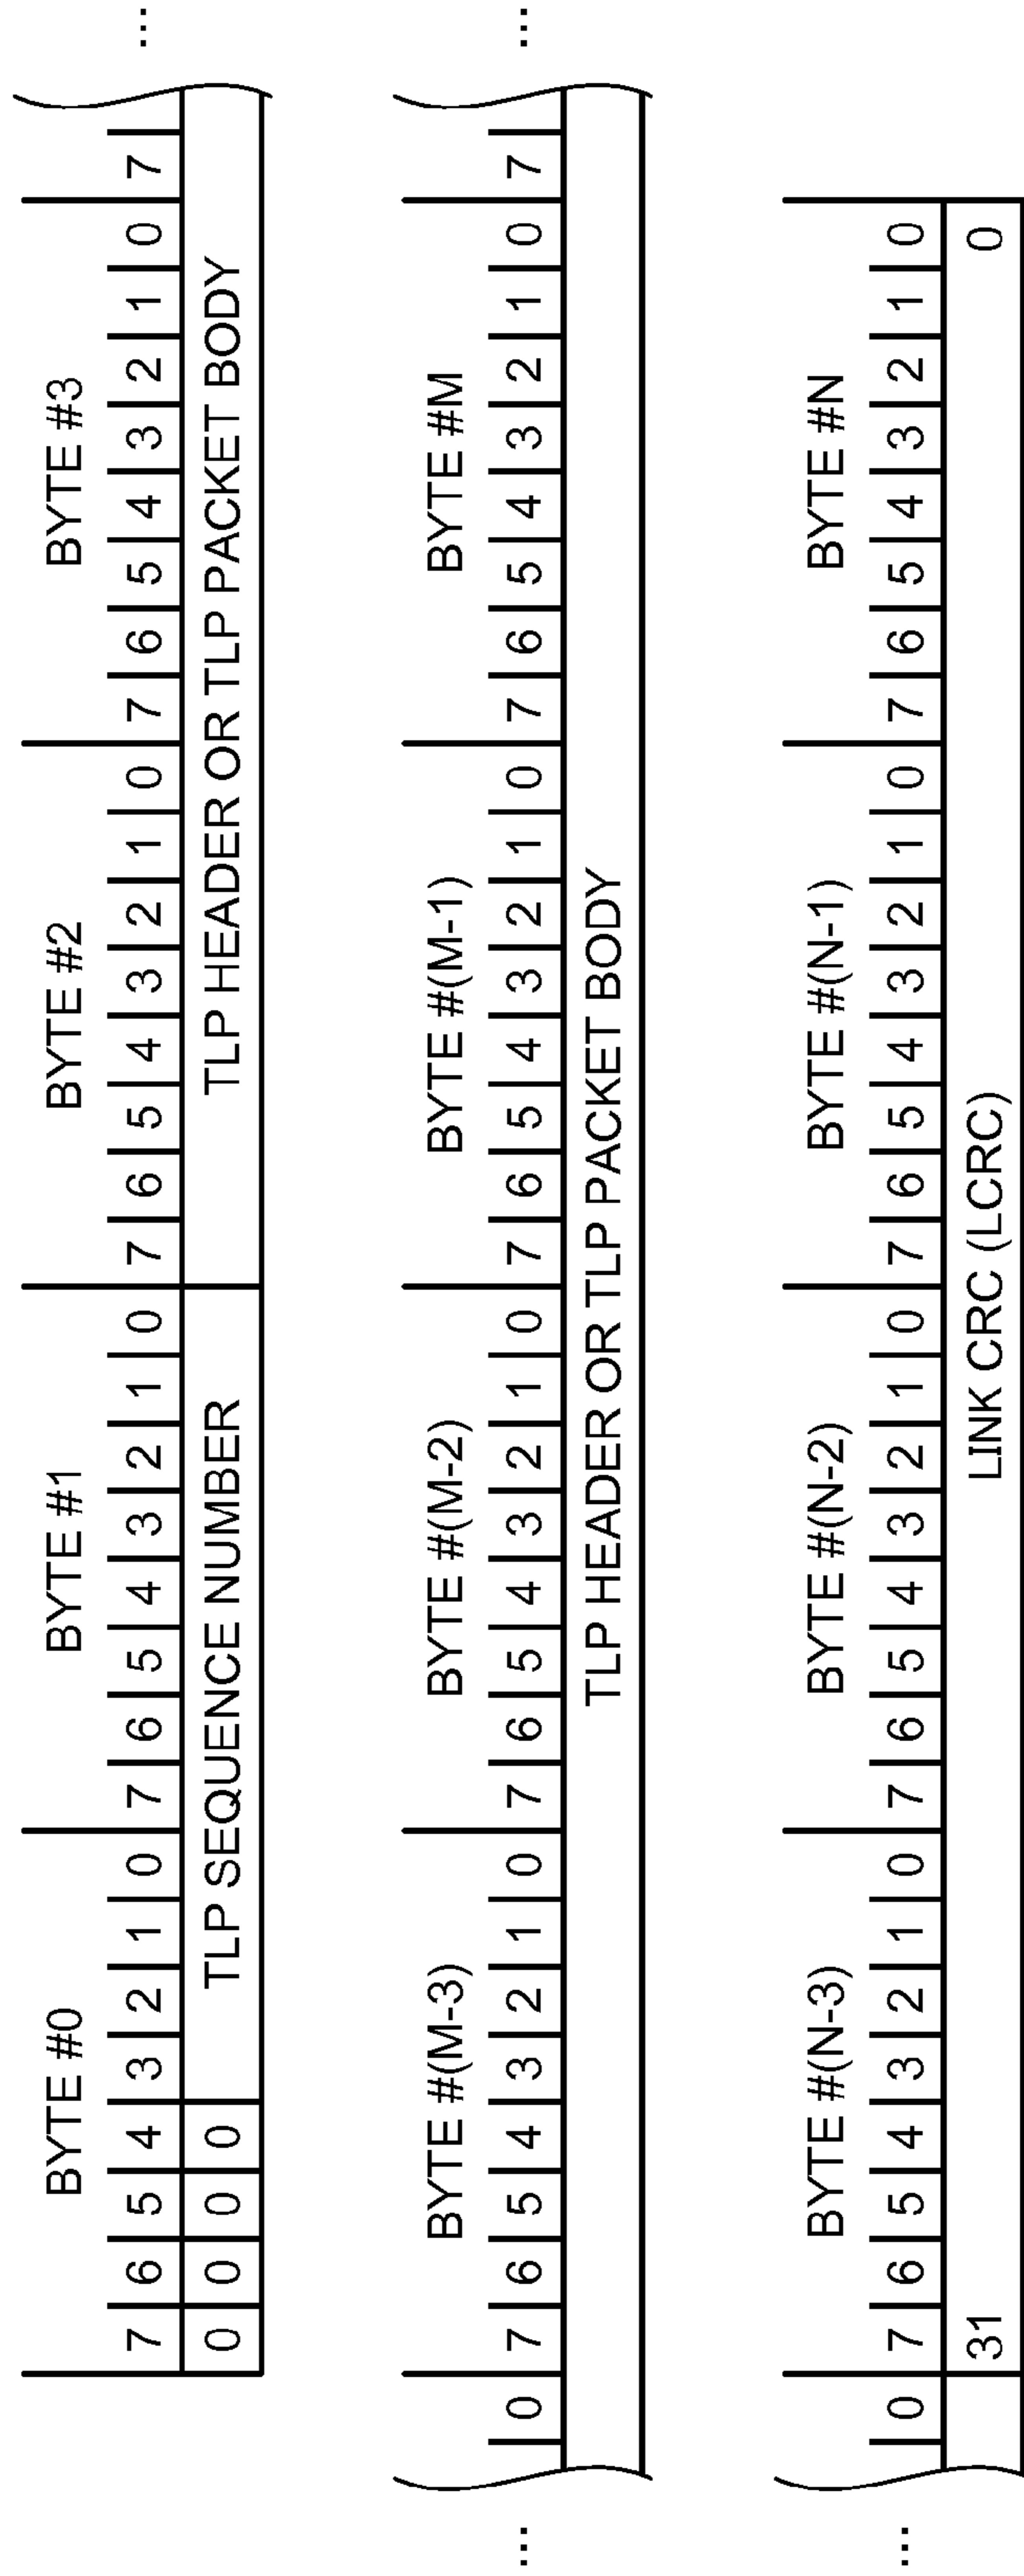 BYTE #0 BYTE #1 BYTE #2 BYTE #3
7 6 5 4 3 2 1 0 7 6 5 4 3 2 1 0 7 6 5 4 3 2 1 0 7 6 5 4 3 2 1 0 7 ...
0 0 0 0 TLP SEQUENCE NUMBER TLP HEADER OR TLP PACKET BODY
BYTE #(M-3) BYTE #(M-2) BYTE #(M-1) BYTE #M
... 0 7 6 5 4 3 2 1 0 7 6 5 4 3 2 1 0 7 6 5 4 3 2 1 0 7 6 5 4 3 2 1 0 7 ...
TLP HEADER OR TLP PACKET BODY
BYTE #(N-3) BYTE #(N-2) BYTE #(N-1) BYTE #N
... 0 7 6 5 4 3 2 1 0 7 6 5 4 3 2 1 0 7 6 5 4 3 2 1 0 7 6 5 4 3 2 1 0
31 LINK CRC (LCRC) 0